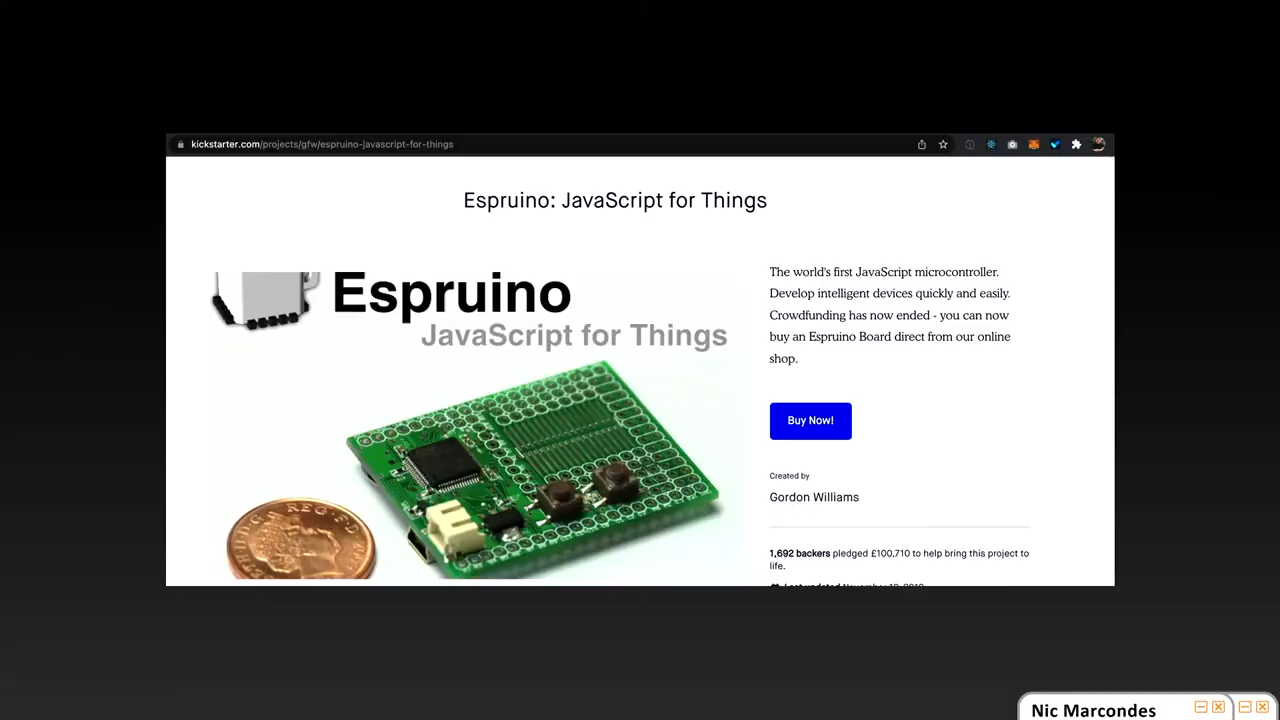 kickstarter.com/projects/gfw/espruino-javascript-for-things
Espruino: JavaScript for Things
Espruino
JavaScript for Things
The world's first JavaScript microcontroller.
Develop intelligent devices quickly and easily.
Crowdfunding has now ended - you can now
buy an Espruino Board direct from our online
shop.
Buy Now!
Created by
Gordon Williams
1,692 backers pledged £100,710 to help bring this project to
life.
Last updated November
Nic Marcondes